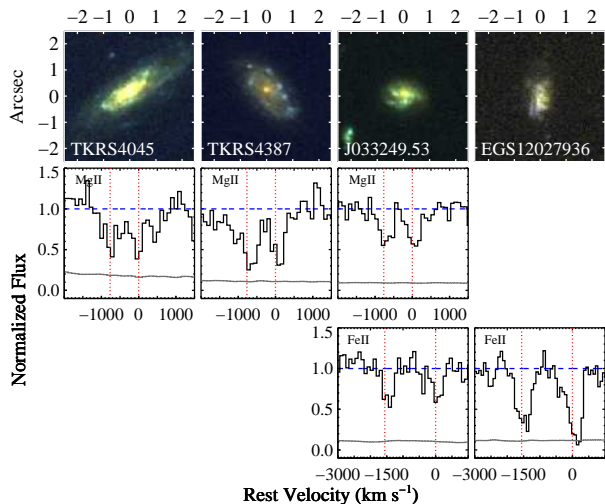 −2 −1 0 1 2 −2 −1 0 1 2 −2 −1 0 1 2 −2 −1 0 1 2
2
1
0
−1
−2
Arcsec
TKRS4045 TKRS4387 J033249.53 EGS12027936
1.5
1.0
0.5
0.0
MgII MgII MgII
−1000 0 1000 −1000 0 1000 −1000 0 1000
Normalized Flux
FeII FeII
1.5
1.0
0.5
0.0
−3000 −1500 0 −3000 −1500 0
Rest Velocity (km s⁻¹)